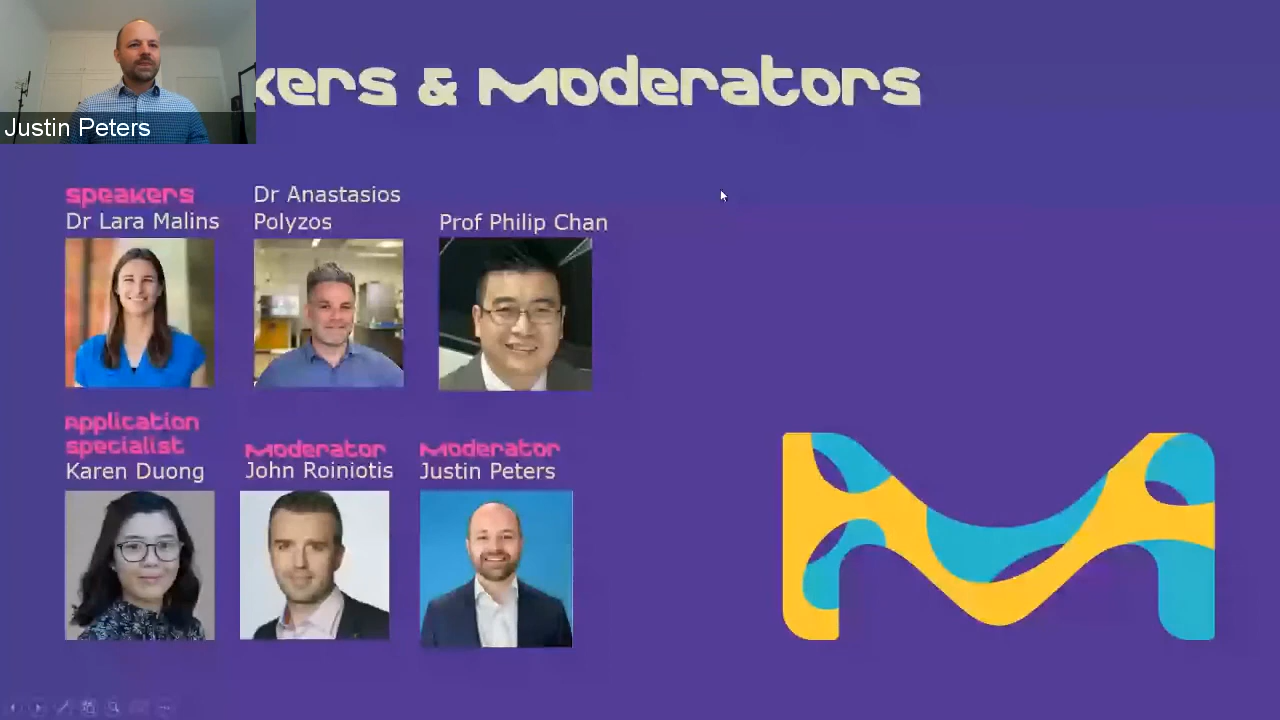 kers & Moderators
Justin Peters
speakers
Dr Lara Malins
Dr Anastasios
Polyzos
Prof Philip Chan
Application
specialist
Karen Duong
Moderator
John Roiniotis
Moderator
Justin Peters